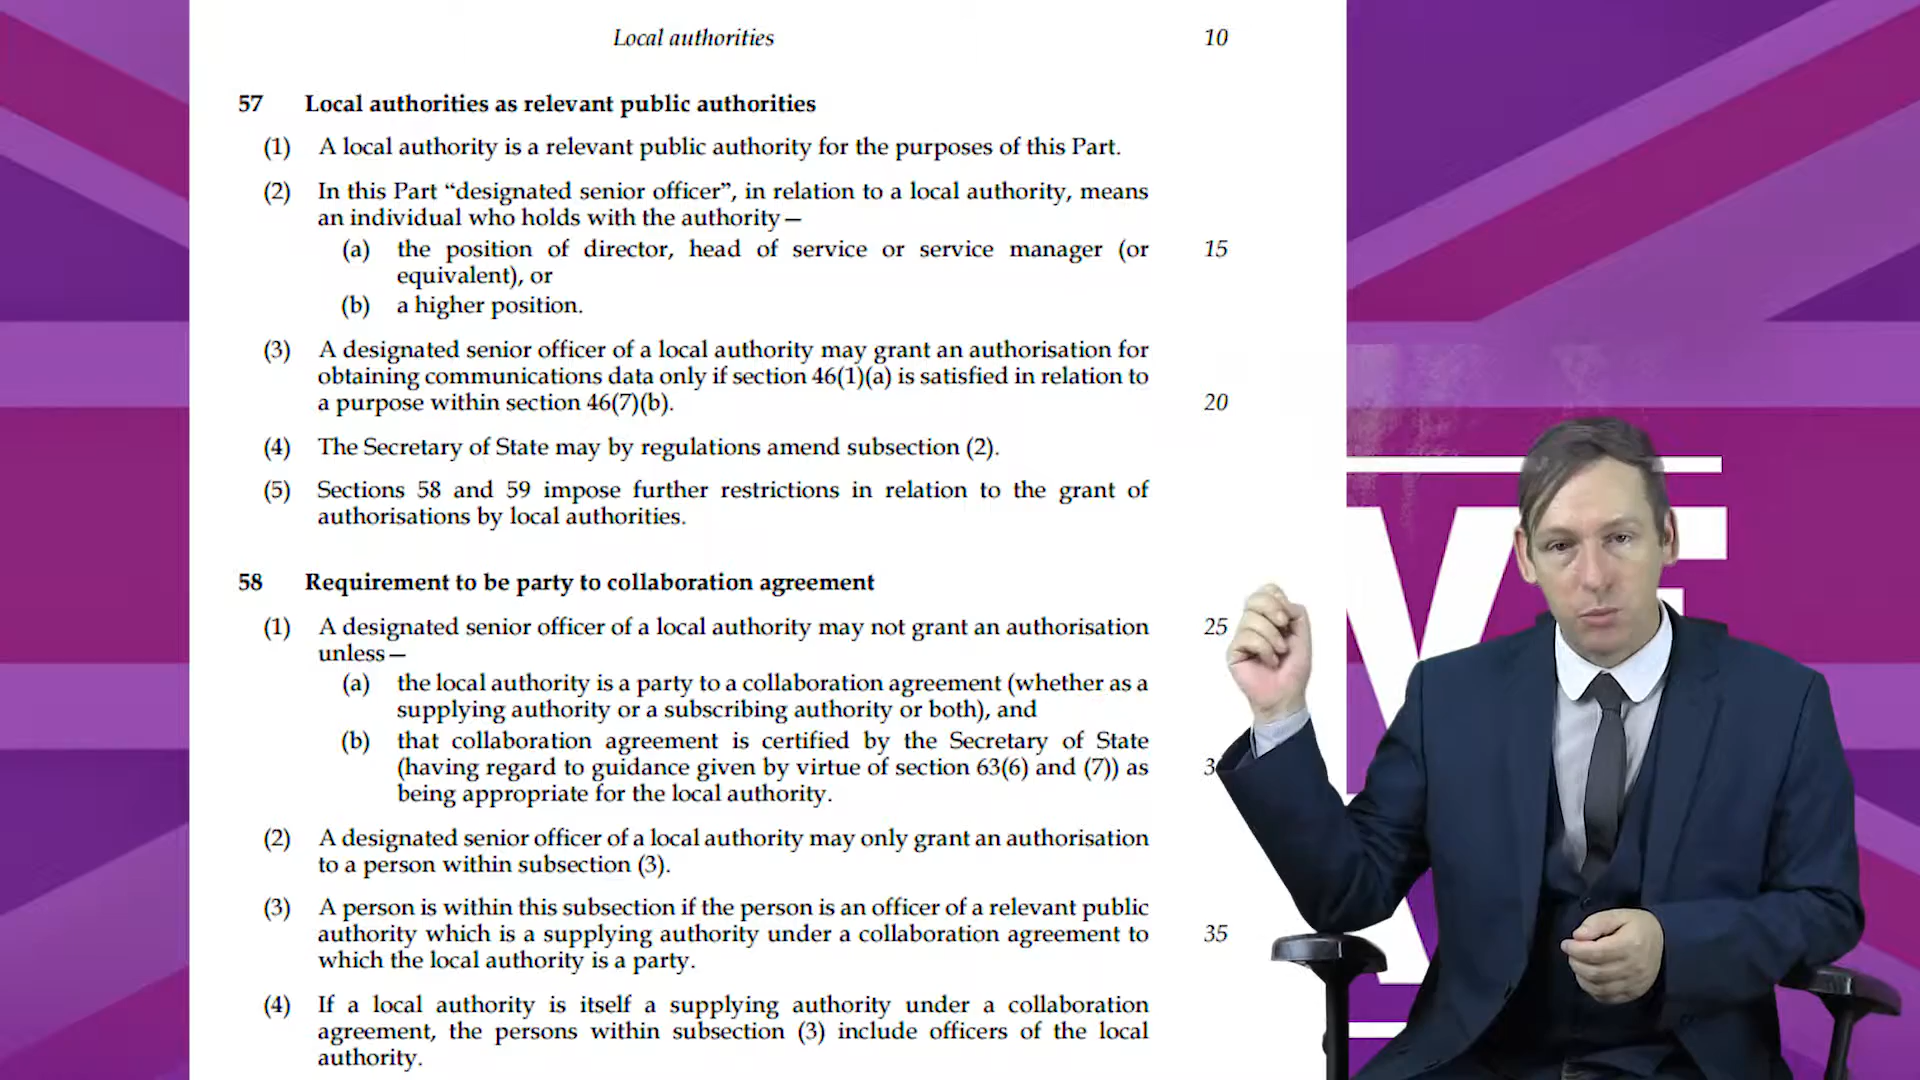 Local authorities 10
57 Local authorities as relevant public authorities
(1) A local authority is a relevant public authority for the purposes of this Part.
(2) In this Part “designated senior officer”, in relation to a local authority, means
an individual who holds with the authority—
(a) the position of director, head of service or service manager (or 15
equivalent), or
(b) a higher position.
(3) A designated senior officer of a local authority may grant an authorisation for
obtaining communications data only if section 46(1)(a) is satisfied in relation to
a purpose within section 46(7)(b). 20
(4) The Secretary of State may by regulations amend subsection (2).
(5) Sections 58 and 59 impose further restrictions in relation to the grant of
authorisations by local authorities.
58 Requirement to be party to collaboration agreement
(1) A designated senior officer of a local authority may not grant an authorisation 25
unless—
(a) the local authority is a party to a collaboration agreement (whether as a
supplying authority or a subscribing authority or both), and
(b) that collaboration agreement is certified by the Secretary of State
(having regard to guidance given by virtue of section 63(6) and (7)) as
being appropriate for the local authority.
(2) A designated senior officer of a local authority may only grant an authorisation
to a person within subsection (3).
(3) A person is within this subsection if the person is an officer of a relevant public
authority which is a supplying authority under a collaboration agreement to 35
which the local authority is a party.
(4) If a local authority is itself a supplying authority under a collaboration
agreement, the persons within subsection (3) include officers of the local
authority.